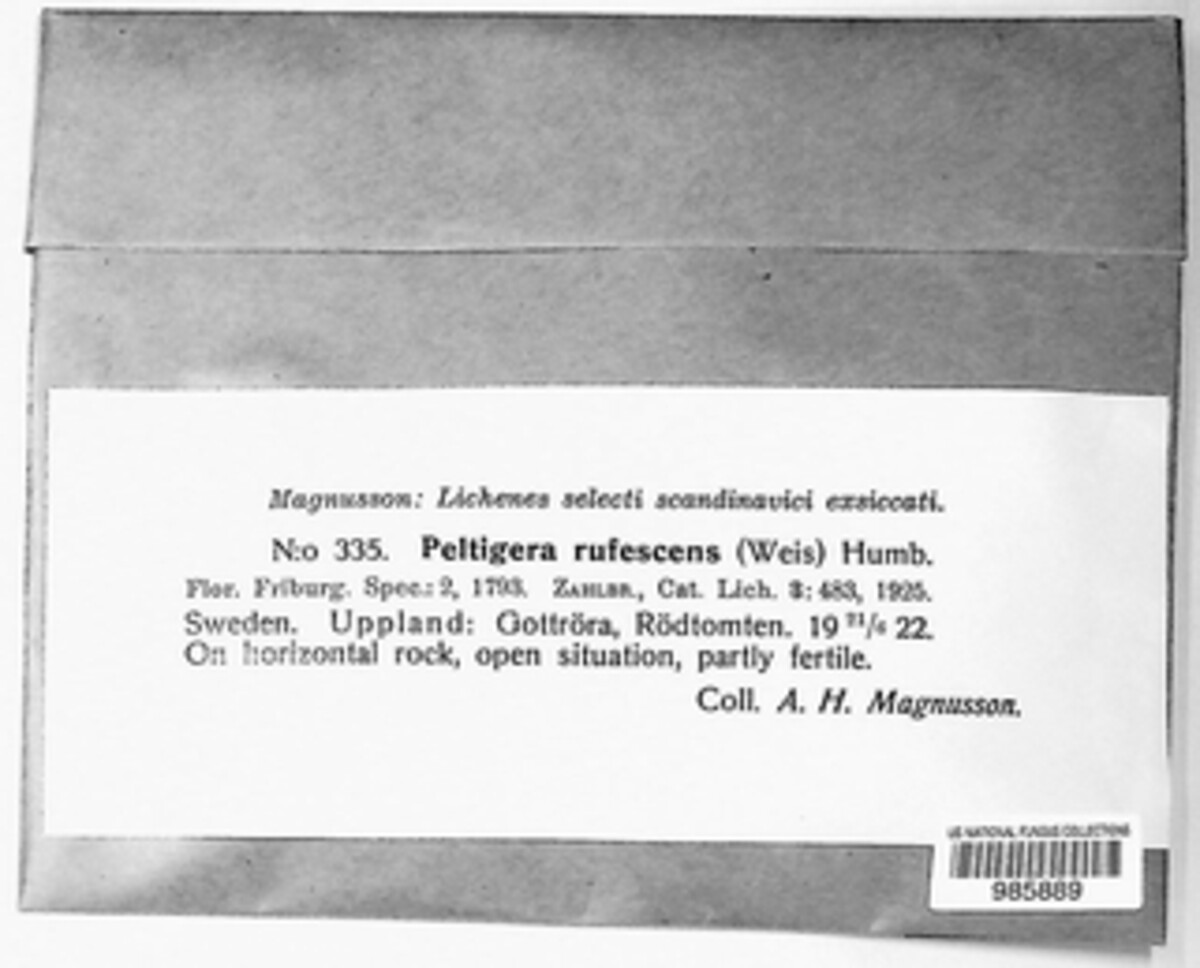 Magnusson: Lichenes selecti scandinavici exsiccati.
N:o 335. Peltigera rufescens (Weis) Humb.
Flor. Friburg. Spec.: 2, 1793. ZAHLBR., Cat. Lich. 3: 483, 1925.
Sweden. Uppland: Gottröra, Rödtomten. 19 21/6 22.
On horizontal rock, open situation, partly fertile.
Coll. A. H. Magnusson.
US NATIONAL FUNGUS COLLECTIONS
985889